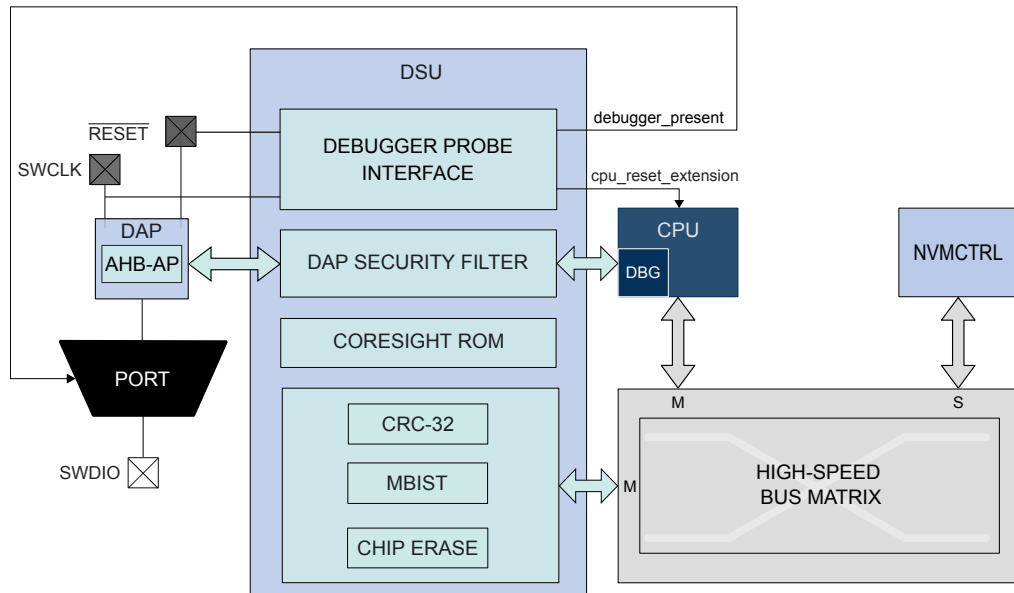 DSU
debugger_present
RESET
DEBUGGER PROBE
INTERFACE
SWCLK
cpu_reset_extension
DAP
CPU
AHB-AP
DAP SECURITY FILTER
DBG
NVMCTRL
CORESIGHT ROM
PORT
M
S
CRC-32
SWDIO
MBIST
M
HIGH-SPEED
BUS MATRIX
CHIP ERASE